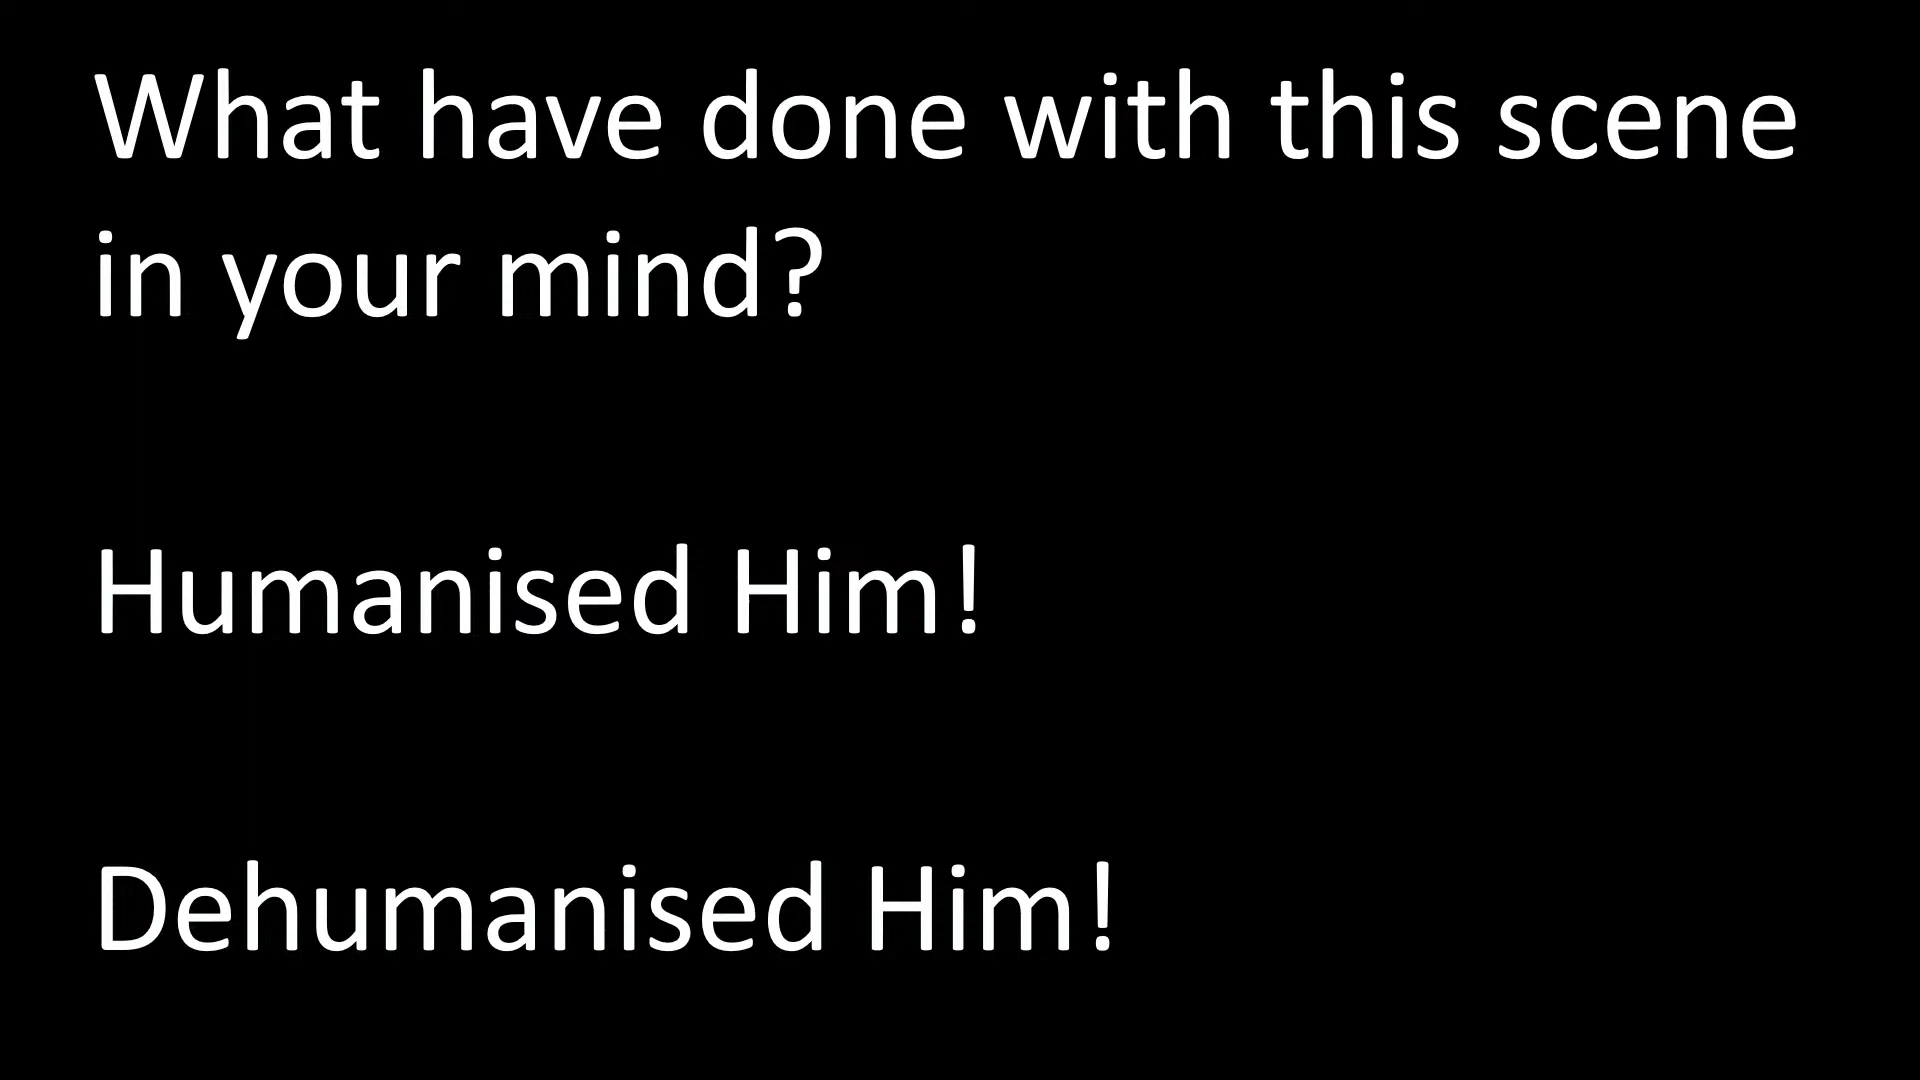 What have done with this scene
in your mind?
Humanised Him!
Dehumanised Him!